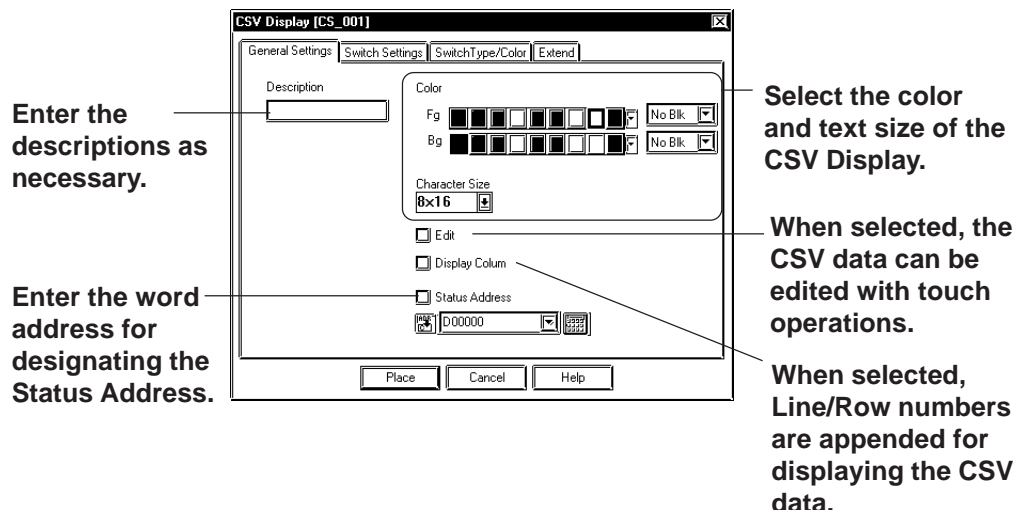 CSV Display [CS_001]
General Settings
Switch Settings
SwitchType/Color
Extend
Description
Color
Fg
No Blk
Bg
No Blk
Character Size
8×16
Edit
Display Colum
Status Address
D00000
Place
Cancel
Help
Enter the
descriptions as
necessary.
Enter the word
address for
designating the
Status Address.
Select the color
and text size of the
CSV Display.
When selected, the
CSV data can be
edited with touch
operations.
When selected,
Line/Row numbers
are appended for
displaying the CSV
data.